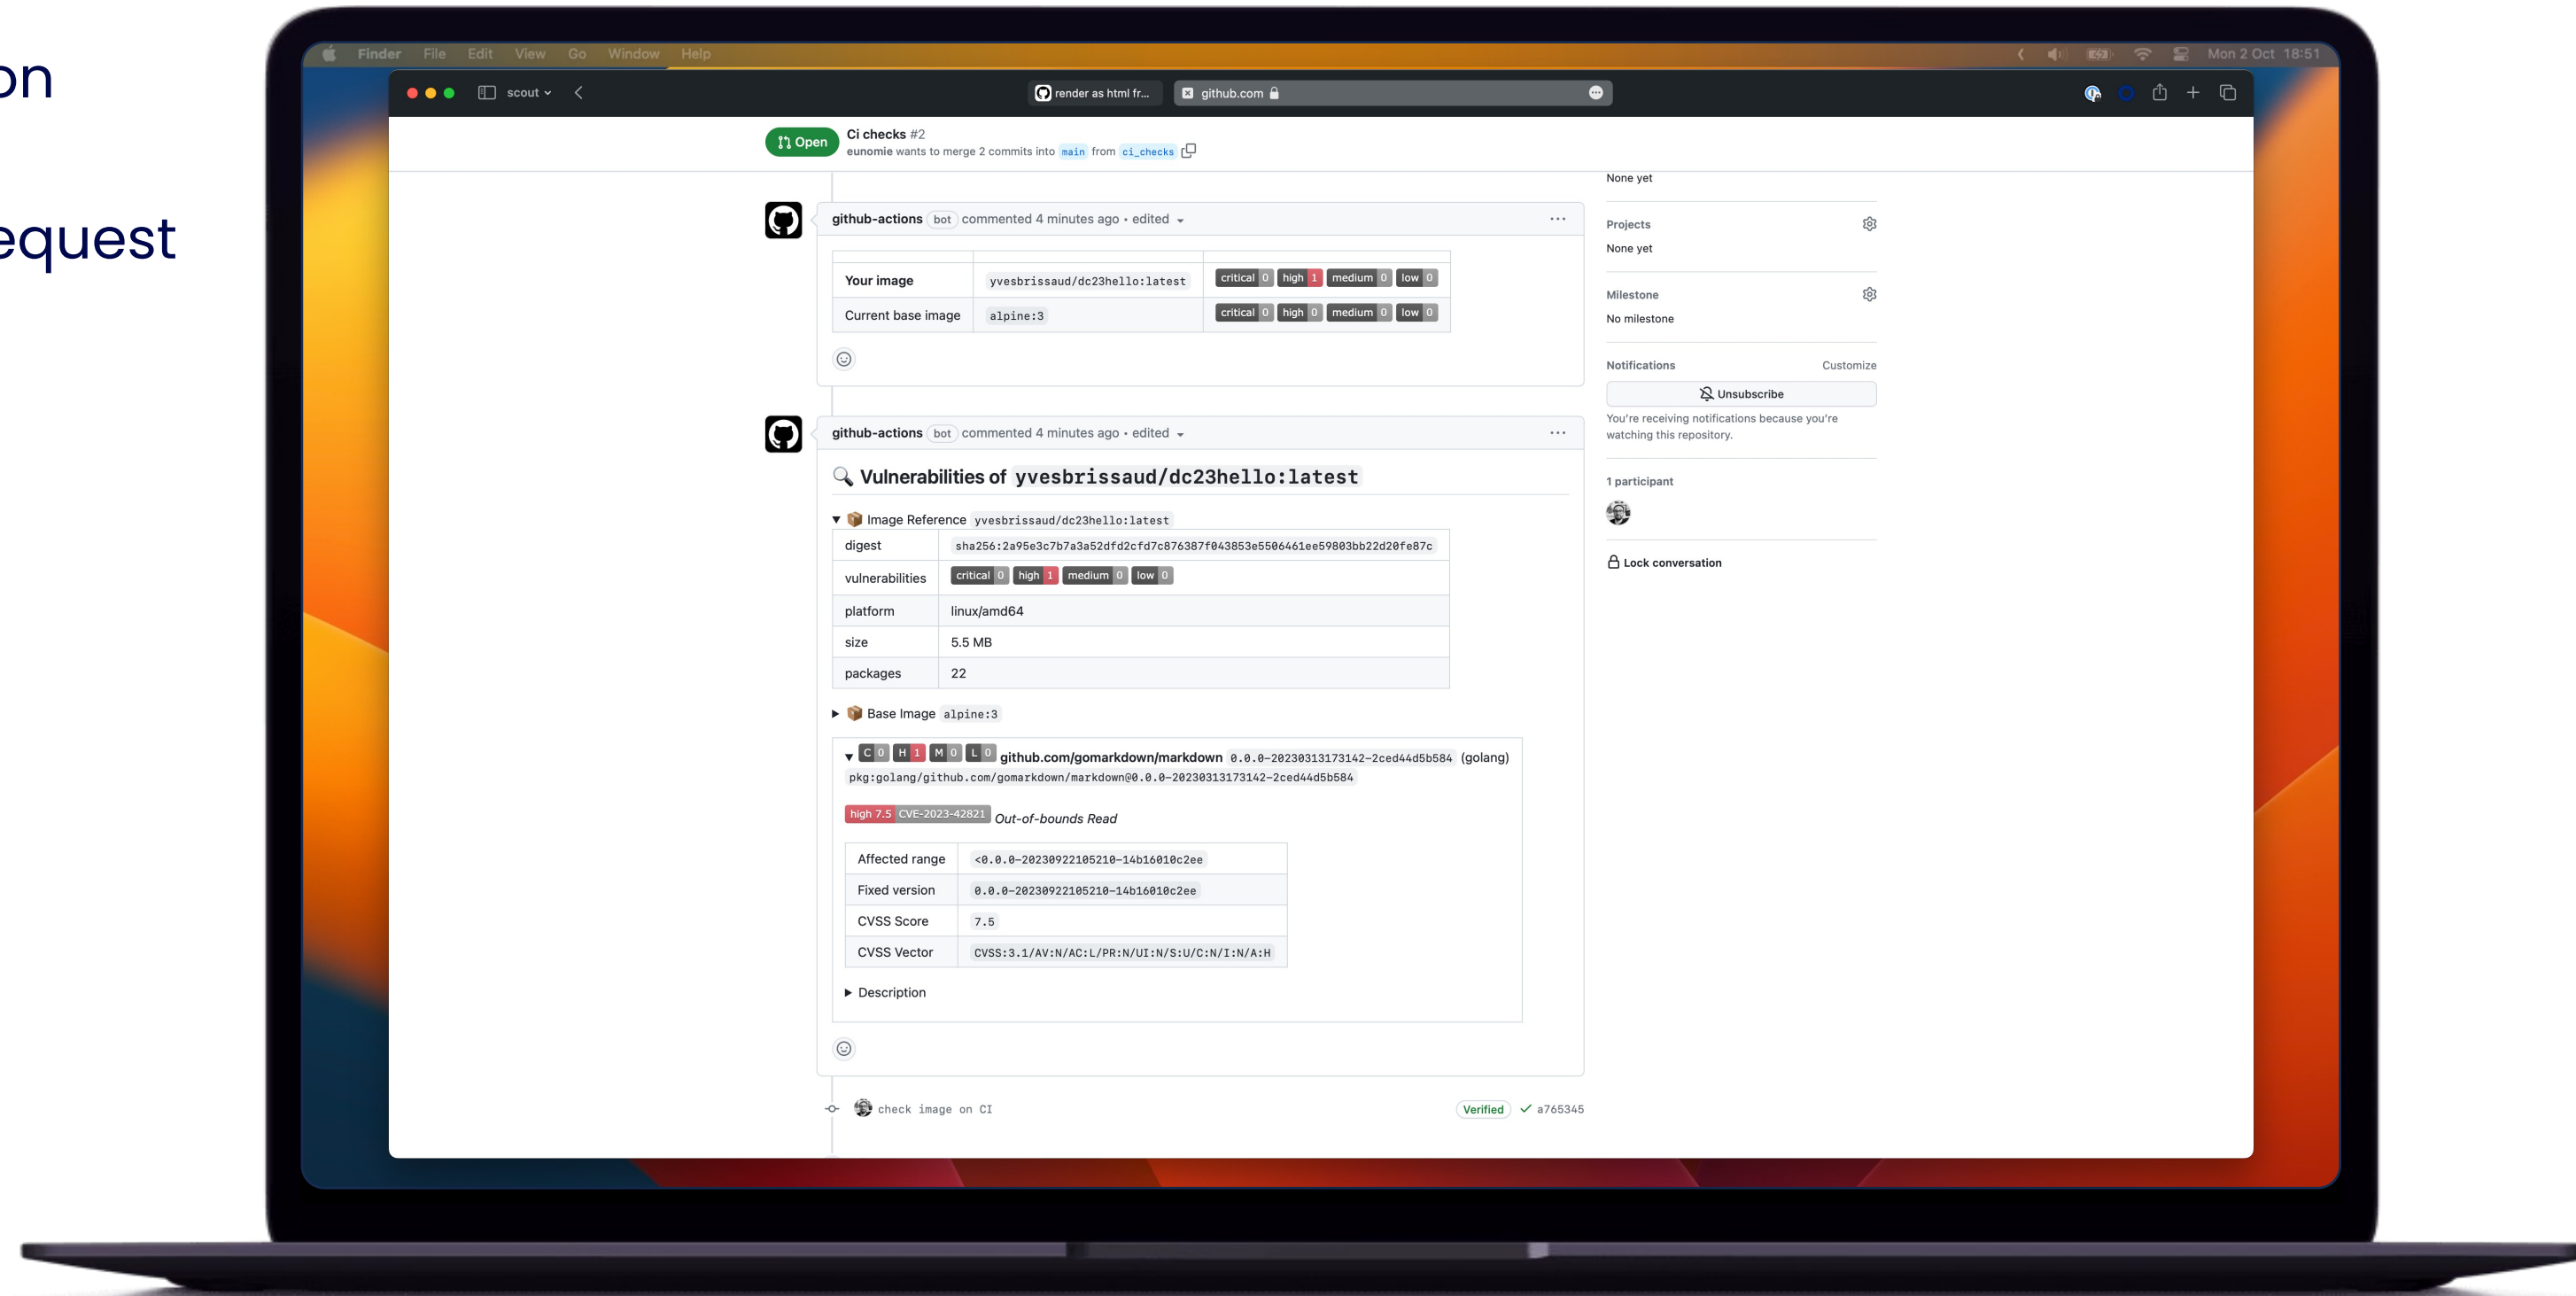 on
equest
Finder File Edit View Go Window Help
Mon 2 Oct 18:51
scout
render as html fr...
github.com
Open
Ci checks #2
eunomie wants to merge 2 commits into main from ci_checks
github-actions bot commented 4 minutes ago • edited
Your image yvesbrissaud/dc23hello:latest critical 0 high 1 medium 0 low 0
Current base image alpine:3 critical 0 high 0 medium 0 low 0
github-actions bot commented 4 minutes ago • edited
Vulnerabilities of yvesbrissaud/dc23hello:latest
Image Reference yvesbrissaud/dc23hello:latest
digest sha256:2a95e3c7b7a3a52dfd2cfd7c876387f043853e5506461ee59803bb22d20fe87c
vulnerabilities critical 0 high 1 medium 0 low 0
platform linux/amd64
size 5.5 MB
packages 22
Base Image alpine:3
C 0 H 1 M 0 L 0 github.com/gomarkdown/markdown 0.0.0-20230313173142-2ced44d5b584 (golang)
pkg:golang/github.com/gomarkdown/markdown@0.0.0-20230313173142-2ced44d5b584
high 7.5 CVE-2023-42821 Out-of-bounds Read
Affected range <0.0.0-20230922105210-14b16010c2ee
Fixed version 0.0.0-20230922105210-14b16010c2ee
CVSS Score 7.5
CVSS Vector CVSS:3.1/AV:N/AC:L/PR:N/UI:N/S:U/C:N/I:N/A:H
Description
check image on CI
Verified a765345
None yet
Projects
None yet
Milestone
No milestone
Notifications Customize
Unsubscribe
You're receiving notifications because you're
watching this repository.
1 participant
Lock conversation